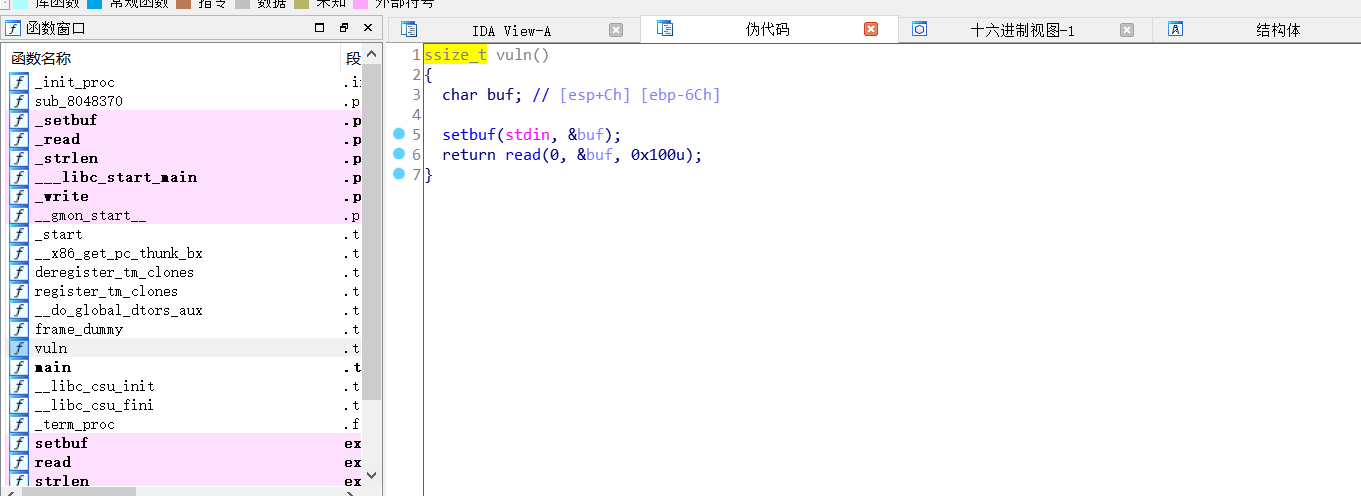 库函数 常规函数 指令 数据 未知 外部符号
函数窗口
函数名称 段
_init_proc .i
sub_8048370 .p
_setbuf .p
_read .p
_strlen .p
___libc_start_main .p
_write .p
__gmon_start__ .p
_start .t
__x86_get_pc_thunk_bx .t
deregister_tm_clones .t
register_tm_clones .t
__do_global_dtors_aux .t
frame_dummy .t
vuln .t
main .t
__libc_csu_init .t
__libc_csu_fini .t
_term_proc .f
setbuf ex
read ex
strlen ex
IDA View-A 伪代码 十六进制视图-1 结构体
1 ssize_t vuln()
2 {
3 char buf; // [esp+Ch] [ebp-6Ch]
4
5 setbuf(stdin, &buf);
6 return read(0, &buf, 0x100u);
7 }